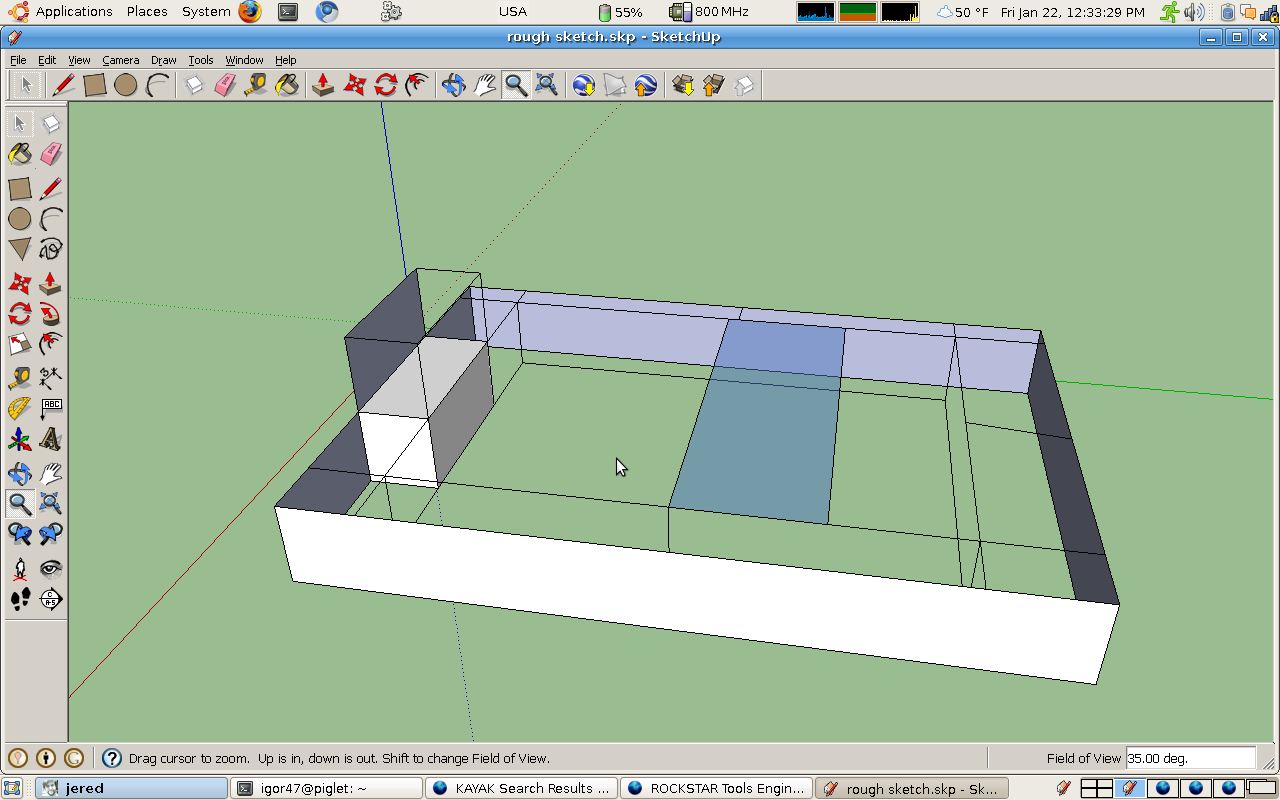 Applications Places System USA 55% 800 MHz 50 °F Fri Jan 22, 12:33:29 PM
rough sketch.skp - SketchUp
File Edit View Camera Draw Tools Window Help
ABC
C
A-5
Drag cursor to zoom. Up is in, down is out. Shift to change Field of View. Field of View 35.00 deg.
jered igor47@piglet: ~ KAYAK Search Results ... ROCKSTAR Tools Engin... rough sketch.skp - Sk...